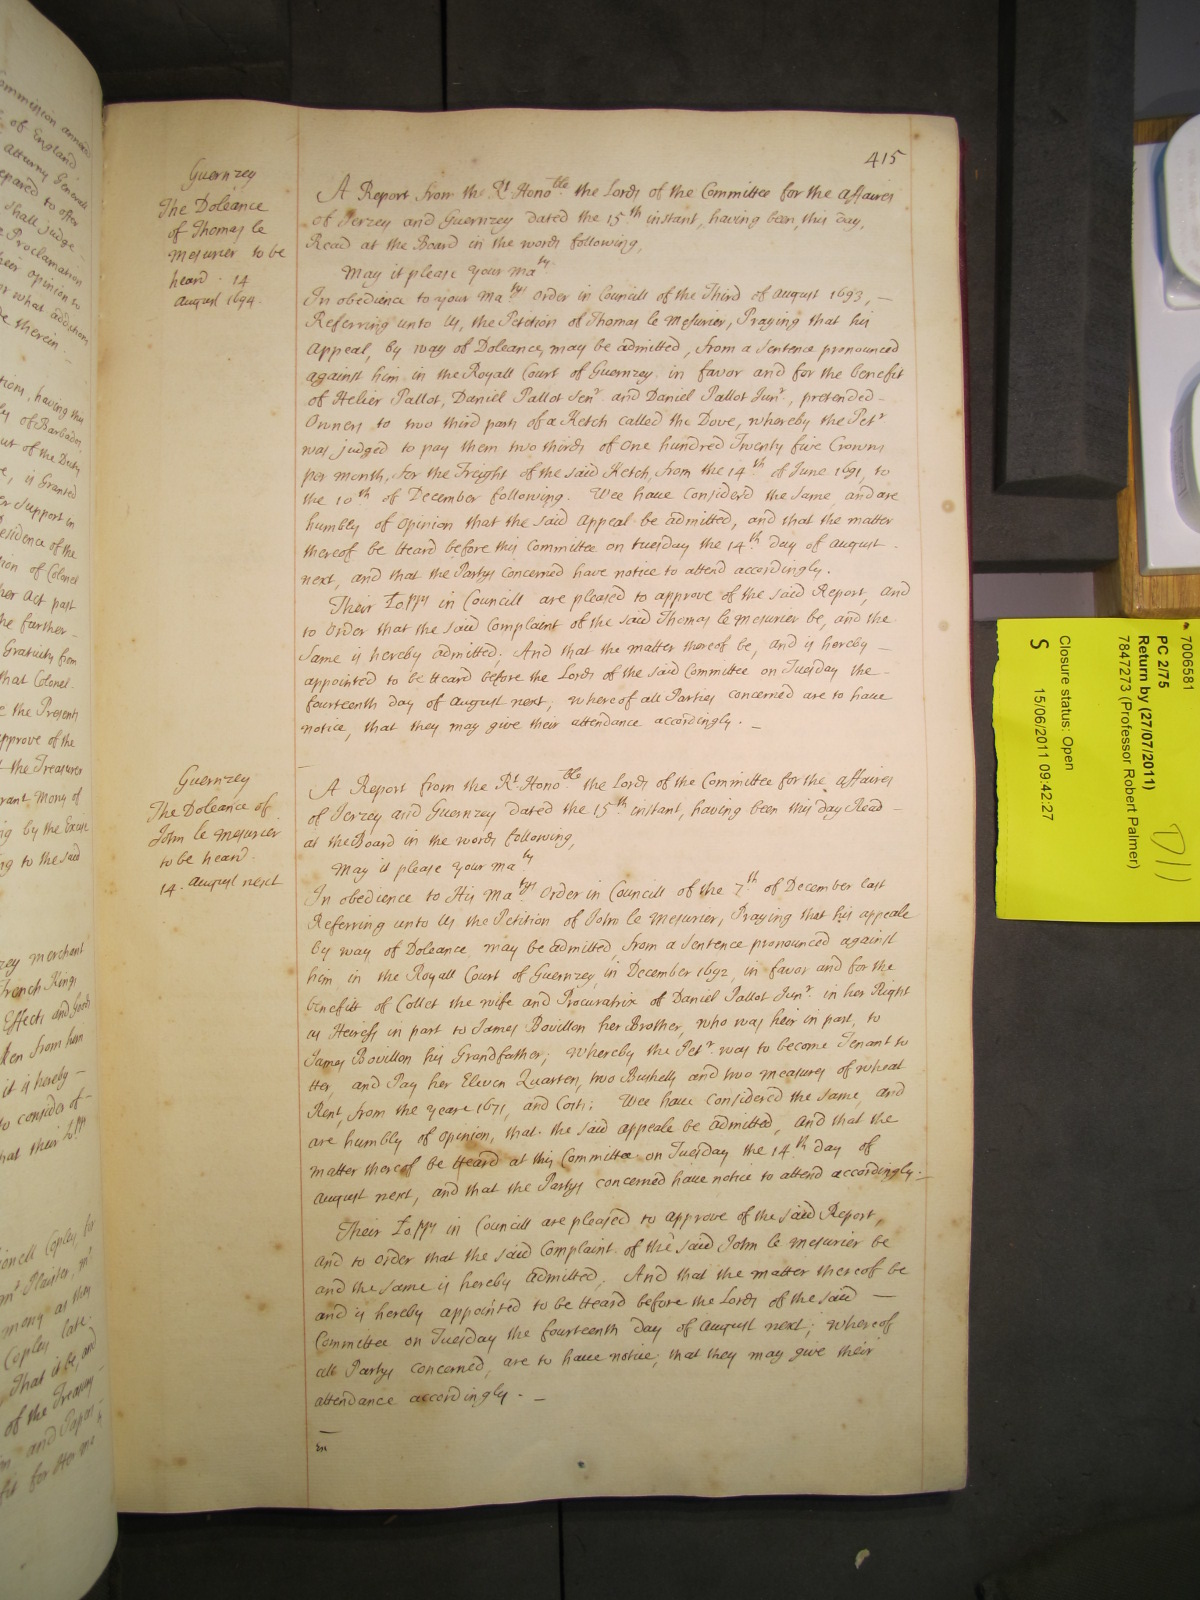 415
Guernzey
The Doleance
of Thomas le
Mesurier to be
heard 14
August 1694.
A Report from the Rt. Honoble. the Lords of the Committee for the affaires
of Jerzey and Guernzey dated the 15th instant, having been, this day,
Read at the Board in the words following,
May it please your Maty.
In obedience to your Matys Order in Councill of the Third of August 1693, —
Referring unto Us, the Petition of Thomas le Mesurier, Praying that his
Appeal, by way of Doleance, may be admitted, from a Sentence pronounced
against him in the Royall Court of Guernzey in favor and for the benefit
of Helier Pallot, Daniel Pallot Senr. and Daniel Pallot Junr., pretended —
Owners to two third parts of a Ketch called the Dove, whereby the Petr
was judged to pay them two thirds of One hundred Twenty five Crowns
per month, for the Freight of the said Ketch from the 14th of June 1691, to
the 10th of December following. Wee have Considerd the same, and are
humbly of Opinion that the said Appeal be admitted, and that the matter
thereof be Heard before this Committee on tuesday the 14th. day of August
next, and that the Partys Concerned have notice to attend accordingly.
Their Lopps in Councill are pleased to approve of the said Report, and
to Order that the said Complaint of the said Thomas le Mesurier be, and the
same is hereby admitted; And that the matter thereof be, and is hereby —
appointed to be Heard before the Lords of the said Committee on Tuesday the —
fourteenth day of August next; whereof all Parties concerned are to have
notice, that they may give their attendance accordingly. —
Guernzey
The Doleance of
John le Mesurier
to be heard
14. August next
A Report from the Rt. Honoble the Lords of the Committee for the affaires
of Jerzey and Guernzey dated the 15th instant, having been this day Read —
at the Board in the words following,
May it please your Maty
In obedience to His Matys Order in Councill of the 7th of December last
Referring unto Us the Petition of John le Mesurier, Praying that his appeale
by way of Doleance may be admitted, from a Sentence pronounced against
him, in the Royall Court of Guernzey, in December 1692, in favor and for the
benefitt of Collet the wife and Procuratrix of Daniel Pallot Junr. in her Right
as Heiress in part to James Bouillon her Brother, who was heir in part, to
James Bouillon his Grandfather; whereby the Petr. was to become Tenant to
Her, and Pay her Eleven Quarters, two Bushells and two measures of wheat
Rent, from the yeare 1671, and Costs; Wee have Considered the same, and
are humbly of Opinion, that the said appeale be admitted, and that the
matter thereof be Heard at this Committee on Tuesday the 14th day of
August next, and that the Partys concerned have notice to attend accordingly. —
Their Lopps in Councill are pleased to approve of the said Report,
and to Order that the said Complaint of the said John le Mesurier be
and the same is hereby admitted; And that the matter thereof be
and is hereby appointed to be Heard before the Lords of the said —
Committee on Tuesday the fourteenth day of August next; whereof
all Partys concerned, are to have notice, that they may give their
attendance accordingly. —
7006581
PC 2/75
Return by (27/07/2011)
7847273 (Professor Robert Palmer)
Closure status: Open
15/06/2011 09:42:27
S